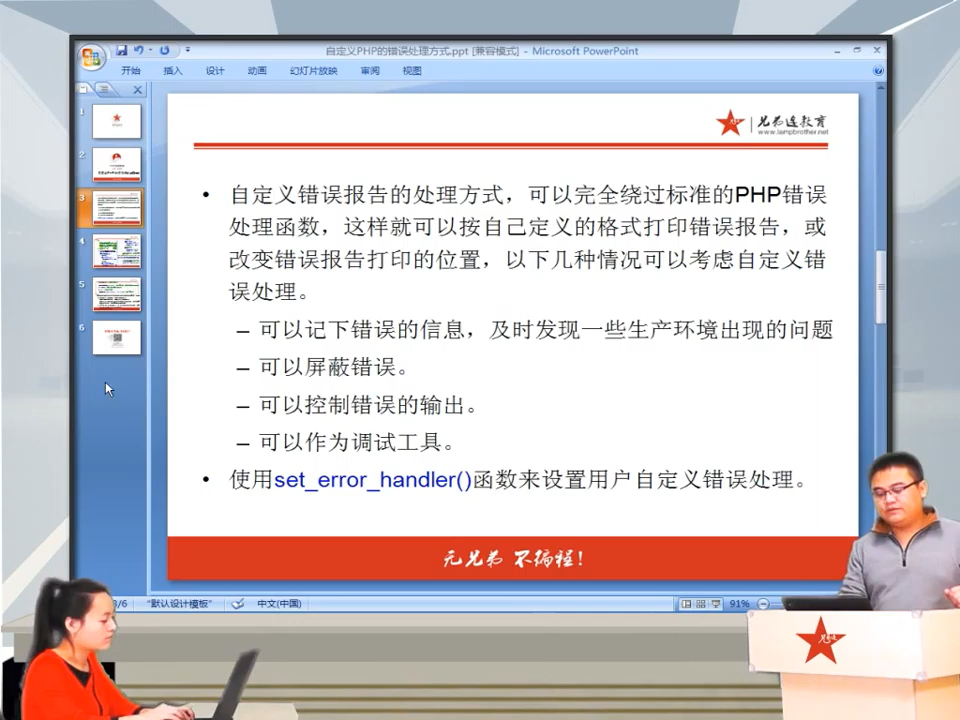 自定义PHP的错误处理方式.ppt [兼容模式] - Microsoft PowerPoint
开始 插入 设计 动画 幻灯片放映 审阅 视图
1
2
3
4
5
6
兄弟连教育
www.lampbrother.net
• 自定义错误报告的处理方式，可以完全绕过标准的PHP错误
处理函数，这样就可以按自己定义的格式打印错误报告，或
改变错误报告打印的位置，以下几种情况可以考虑自定义错
误处理。
– 可以记下错误的信息，及时发现一些生产环境出现的问题
– 可以屏蔽错误。
– 可以控制错误的输出。
– 可以作为调试工具。
• 使用set_error_handler()函数来设置用户自定义错误处理。
无兄弟 不编程!
3/6 "默认设计模板" 中文(中国) 91%